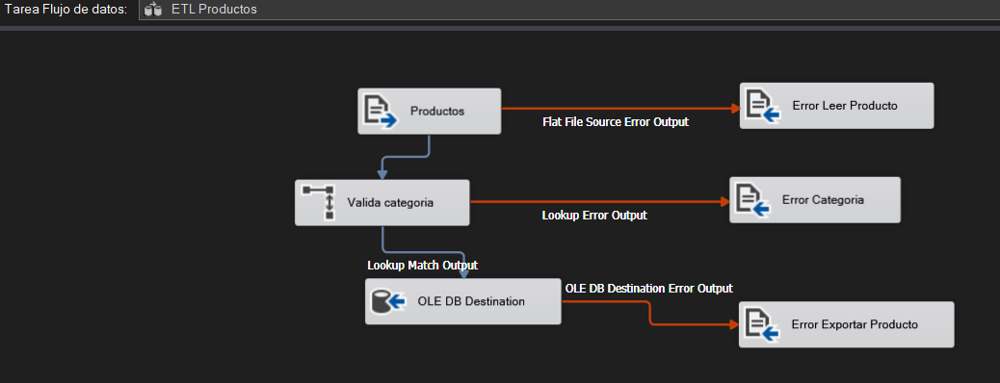 Tarea Flujo de datos: ETL Productos
Productos
Error Leer Producto
Flat File Source Error Output
Valida categoria
Error Categoria
Lookup Error Output
Lookup Match Output
OLE DB Destination
OLE DB Destination Error Output
Error Exportar Producto